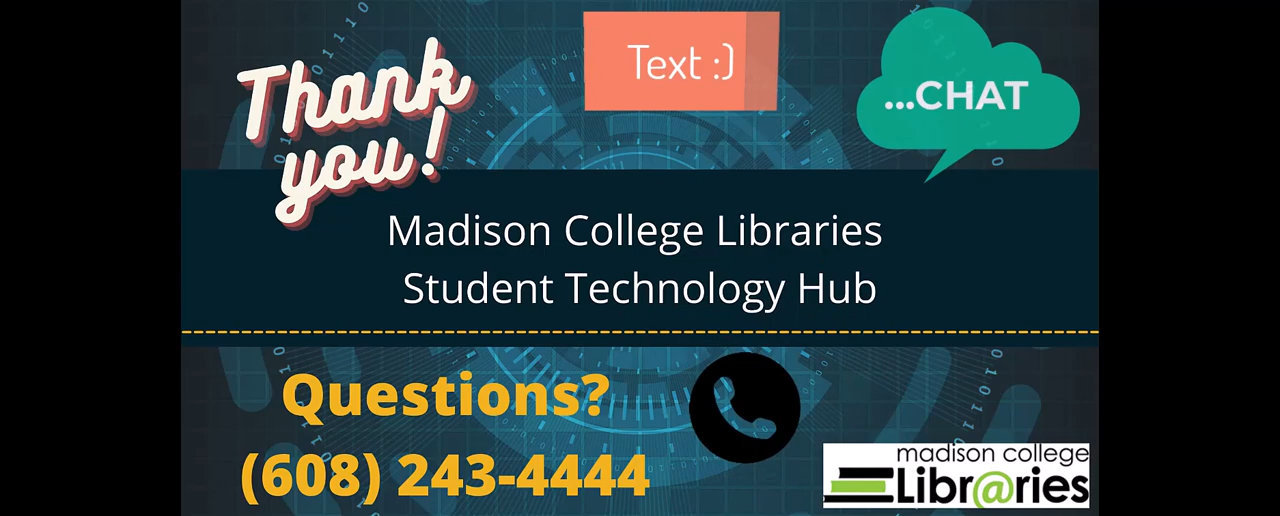 Thank
you!
Text :)
...CHAT
Madison College Libraries
Student Technology Hub
Questions?
(608) 243-4444
madison college
Libr@ries